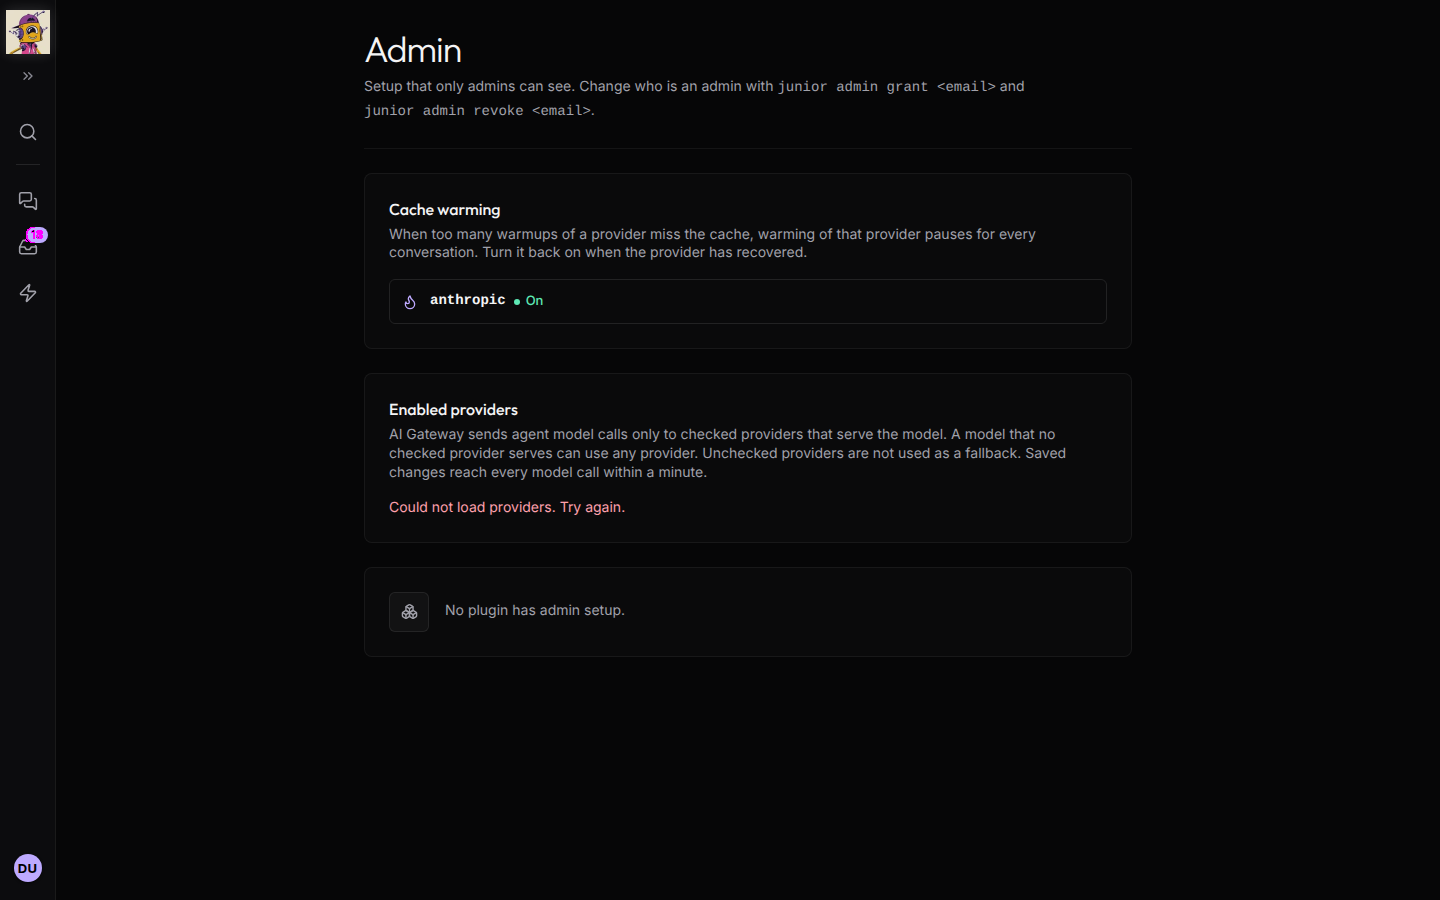 Admin
Setup that only admins can see. Change who is an admin with junior admin grant <email> and
junior admin revoke <email>.
Cache warming
When too many warmups of a provider miss the cache, warming of that provider pauses for every
conversation. Turn it back on when the provider has recovered.
anthropic On
Enabled providers
AI Gateway sends agent model calls only to checked providers that serve the model. A model that no
checked provider serves can use any provider. Unchecked providers are not used as a fallback. Saved
changes reach every model call within a minute.
Could not load providers. Try again.
No plugin has admin setup.
DU